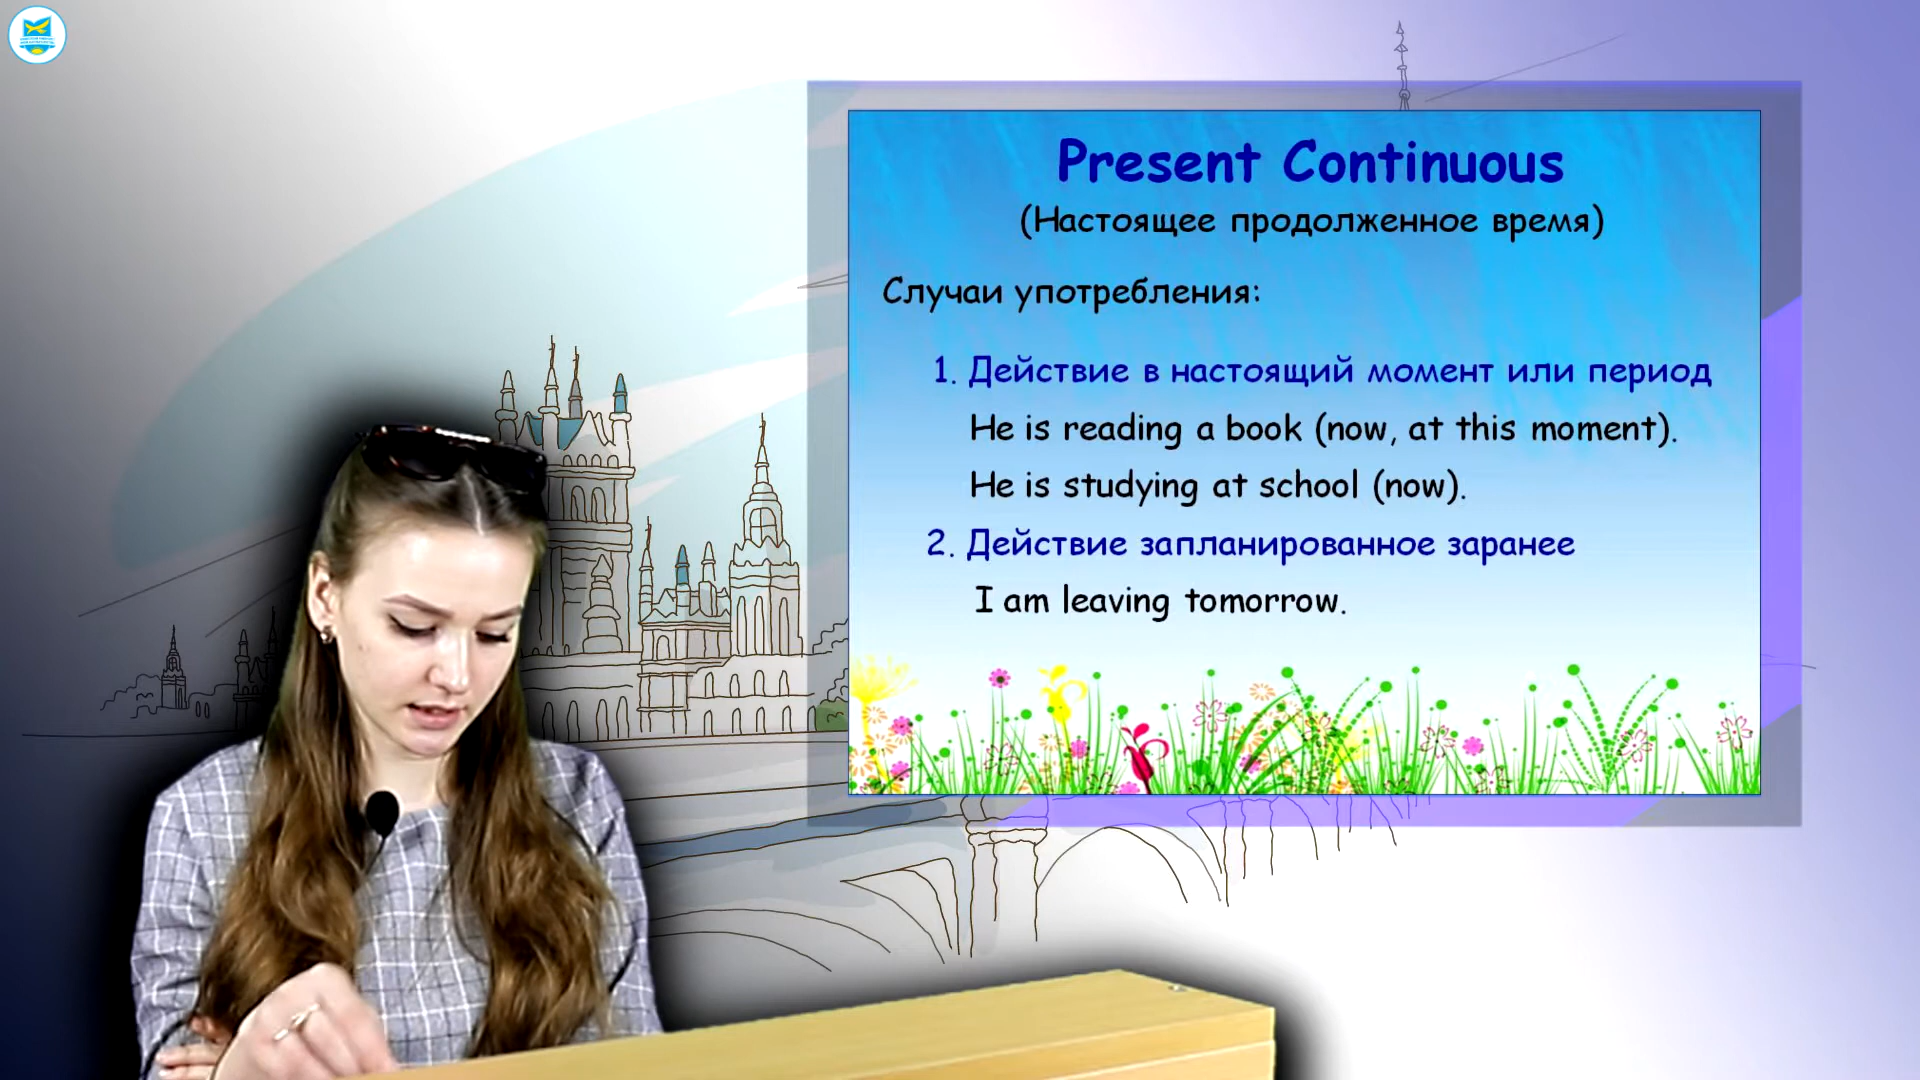 Present Continuous
(Настоящее продолженное время)
Случаи употребления:
1. Действие в настоящий момент или период
He is reading a book (now, at this moment).
He is studying at school (now).
2. Действие запланированное заранее
I am leaving tomorrow.